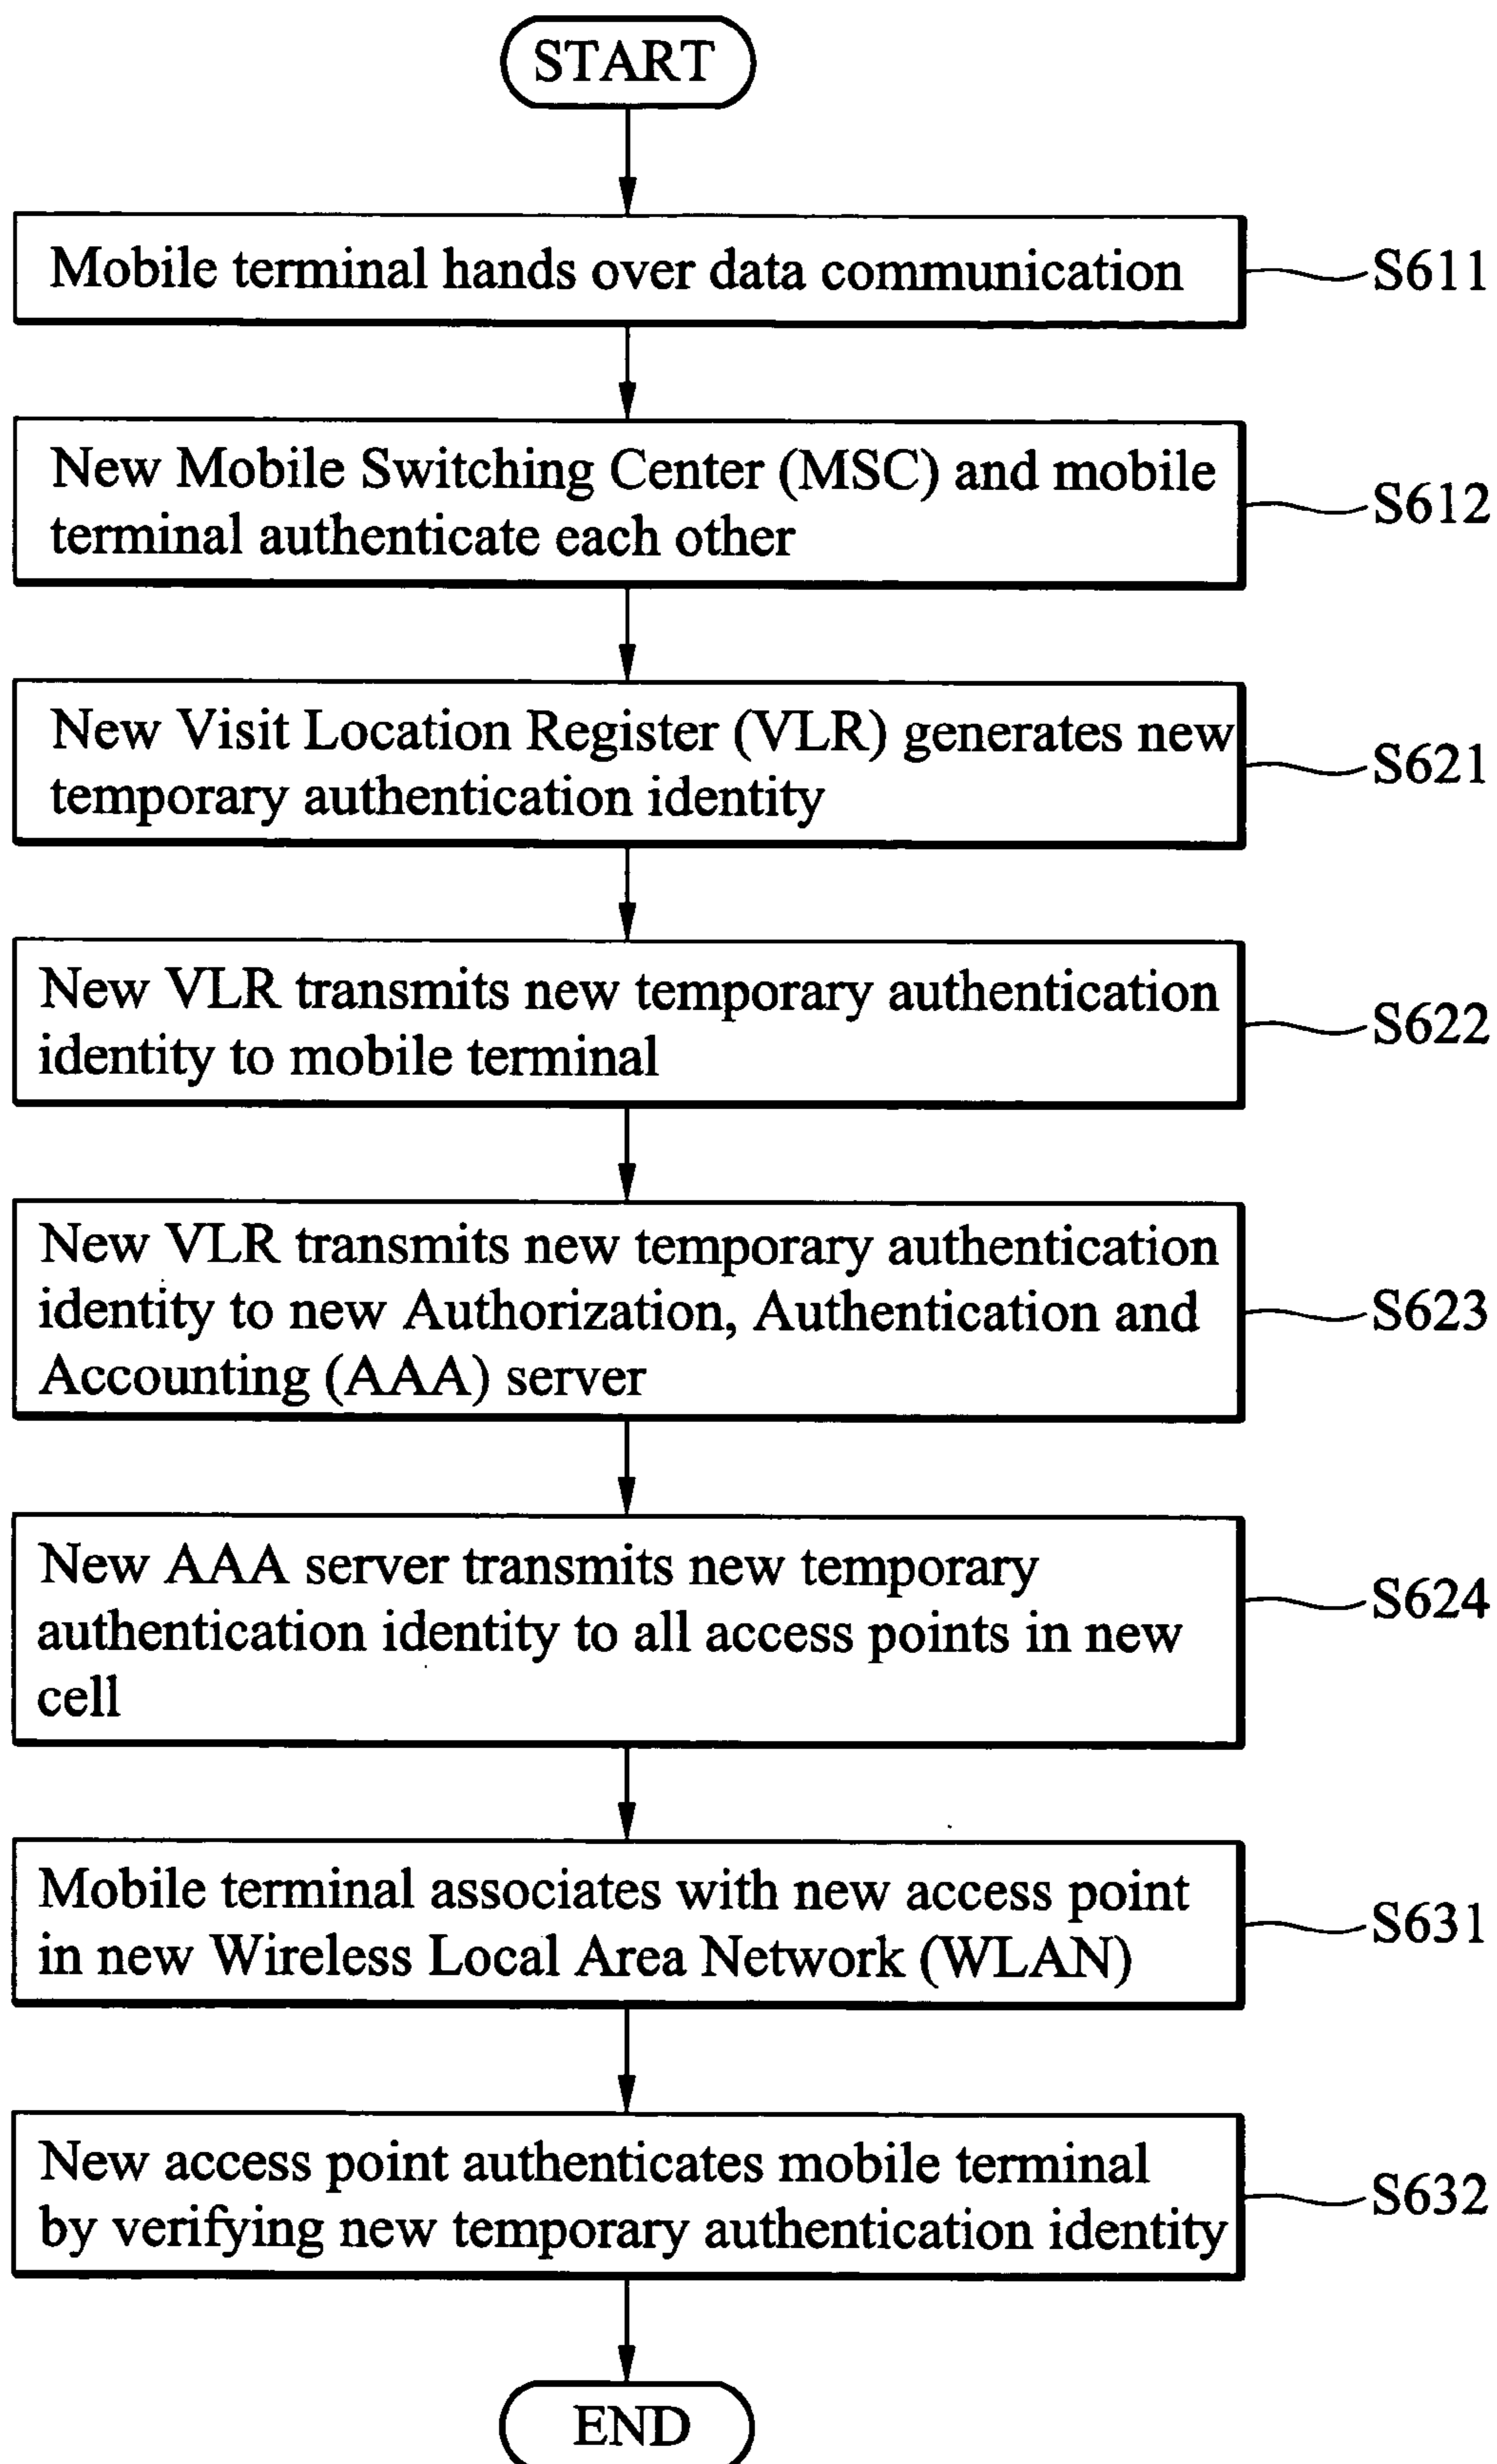 START
Mobile terminal hands over data communication
S611
New Mobile Switching Center (MSC) and mobile
terminal authenticate each other
S612
New Visit Location Register (VLR) generates new
temporary authentication identity
S621
New VLR transmits new temporary authentication
identity to mobile terminal
S622
New VLR transmits new temporary authentication
identity to new Authorization, Authentication and
Accounting (AAA) server
S623
New AAA server transmits new temporary
authentication identity to all access points in new
cell
S624
Mobile terminal associates with new access point
in new Wireless Local Area Network (WLAN)
S631
New access point authenticates mobile terminal
by verifying new temporary authentication identity
S632
END